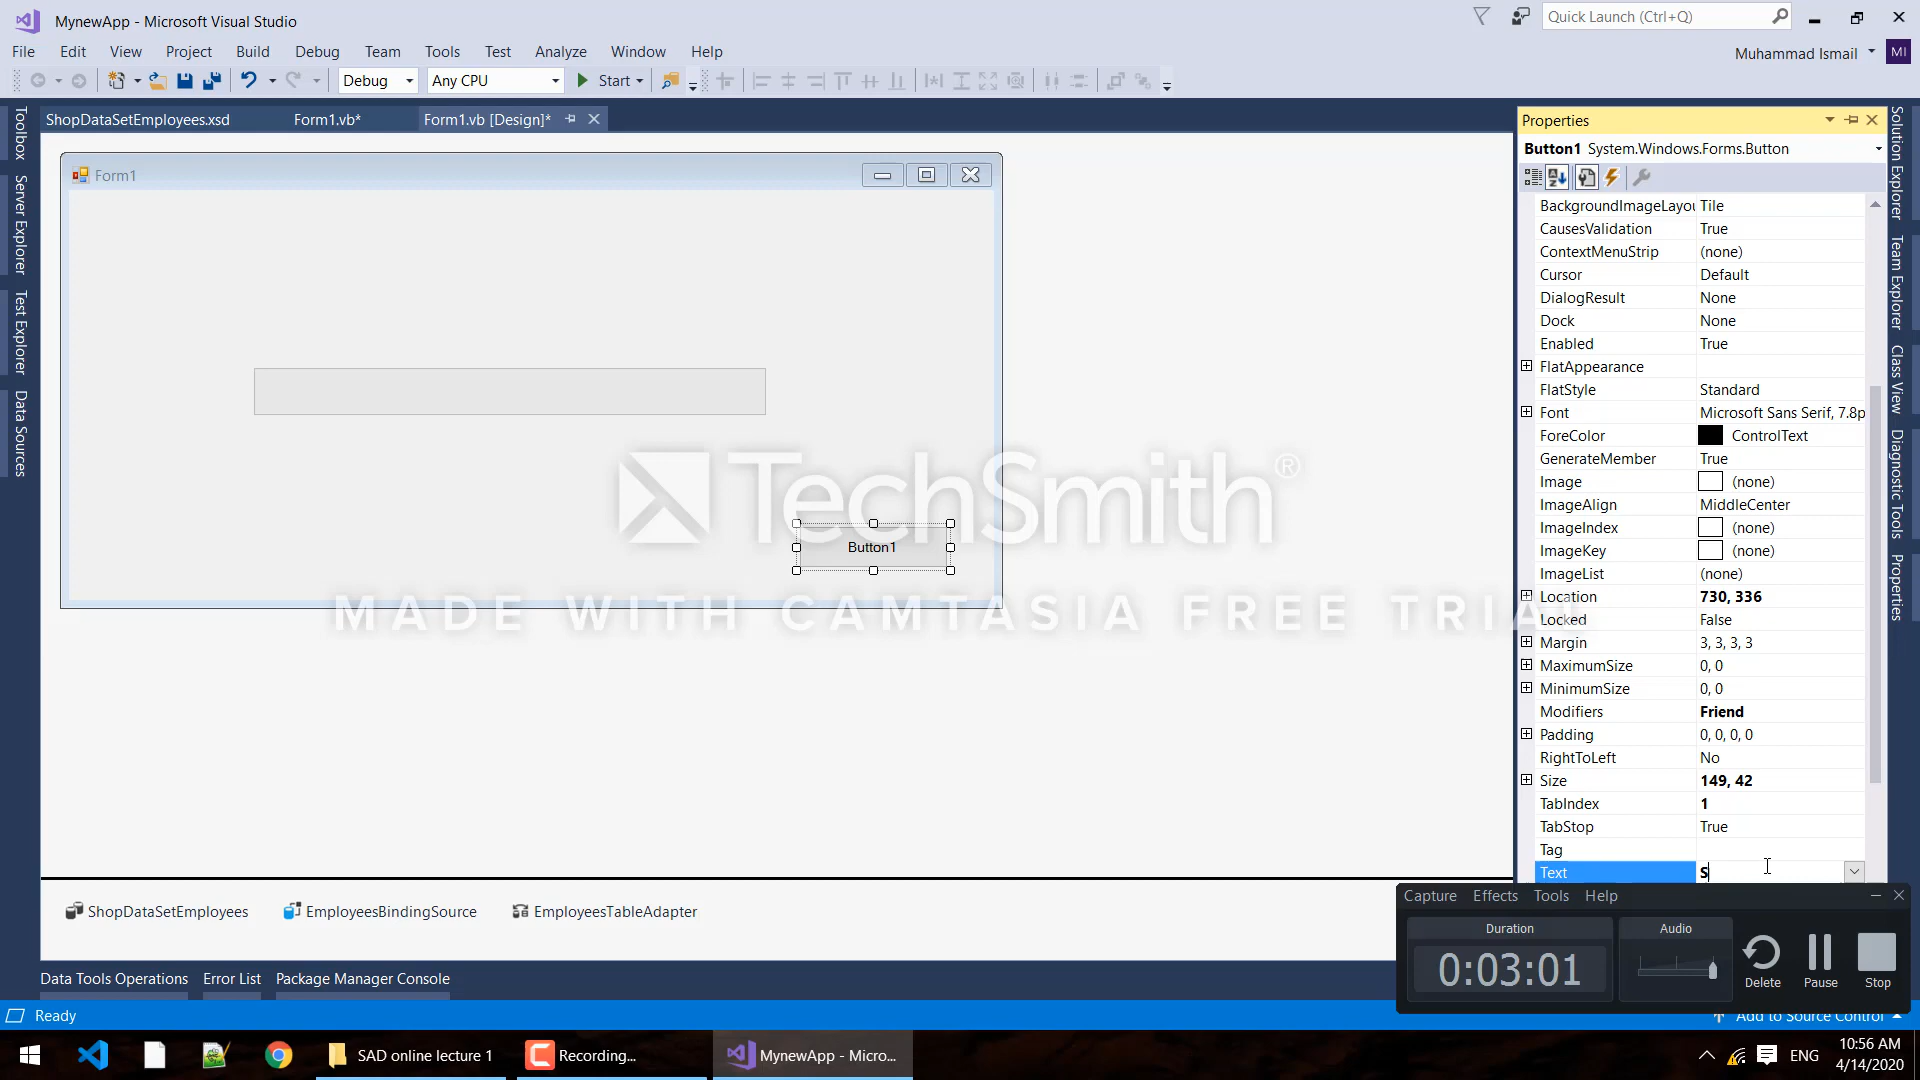 MynewApp - Microsoft Visual Studio
Quick Launch (Ctrl+Q)
File Edit View Project Build Debug Team Tools Test Analyze Window Help
Muhammad Ismail MI
Debug Any CPU Start
ShopDataSetEmployees.xsd Form1.vb* Form1.vb [Design]*
Toolbox
Server Explorer
Test Explorer
Data Sources
Form1
Button1
Properties
Button1 System.Windows.Forms.Button
BackgroundImageLayou Tile
CausesValidation True
ContextMenuStrip (none)
Cursor Default
DialogResult None
Dock None
Enabled True
FlatAppearance
FlatStyle Standard
Font Microsoft Sans Serif, 7.8p
ForeColor ControlText
GenerateMember True
Image (none)
ImageAlign MiddleCenter
ImageIndex (none)
ImageKey (none)
ImageList (none)
Location 730, 336
Locked False
Margin 3, 3, 3, 3
MaximumSize 0, 0
MinimumSize 0, 0
Modifiers Friend
Padding 0, 0, 0, 0
RightToLeft No
Size 149, 42
TabIndex 1
TabStop True
Tag
Text S
Solution Explorer
Team Explorer
Class View
Diagnostic Tools
Properties
TechSmith®
MADE WITH CAMTASIA FREE TRIAL
ShopDataSetEmployees EmployeesBindingSource EmployeesTableAdapter
Capture Effects Tools Help
Duration Audio
0:03:01
Delete Pause Stop
Data Tools Operations Error List Package Manager Console
Ready
Add to Source Control
SAD online lecture 1 Recording... MynewApp - Micro...
ENG
10:56 AM
4/14/2020